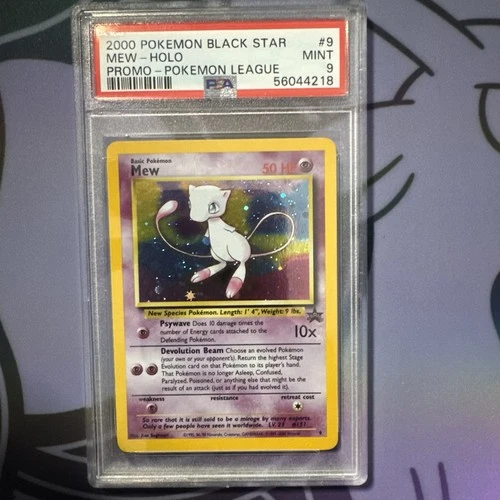 2000 POKEMON BLACK STAR #9
MEW - HOLO MINT
PROMO - POKEMON LEAGUE 9
PSA 56044218
Basic Pokémon
Mew 50 HP
New Species Pokémon. Length: 1' 4", Weight: 9 lbs.
Psywave Does 10 damage times the
number of Energy cards attached to the
Defending Pokémon.
10x
Devolution Beam Choose an evolved Pokémon
(your own or your opponent's). Return the highest Stage
Evolution card on that Pokémon to its player's hand.
That Pokémon is no longer Asleep, Confused,
Paralyzed, Poisoned, or anything else that might be the
result of an attack (just as if you had evolved it).
weakness resistance retreat cost
So rare that it is still said to be a mirage by many experts.
Only a few people have seen it worldwide. LV. 23 #151